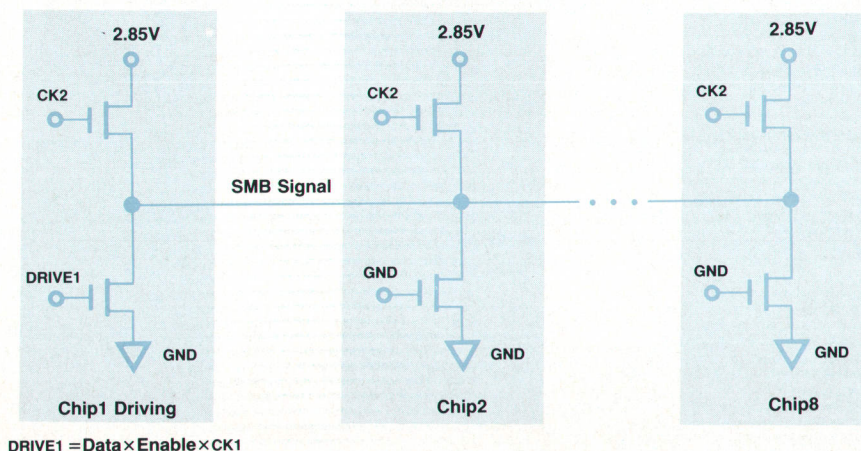 2.85V
2.85V
2.85V
CK2
CK2
CK2
SMB Signal
DRIVE1
GND
GND
GND
GND
GND
Chip1 Driving
Chip2
Chip8
DRIVE1 =Data×Enable×CK1